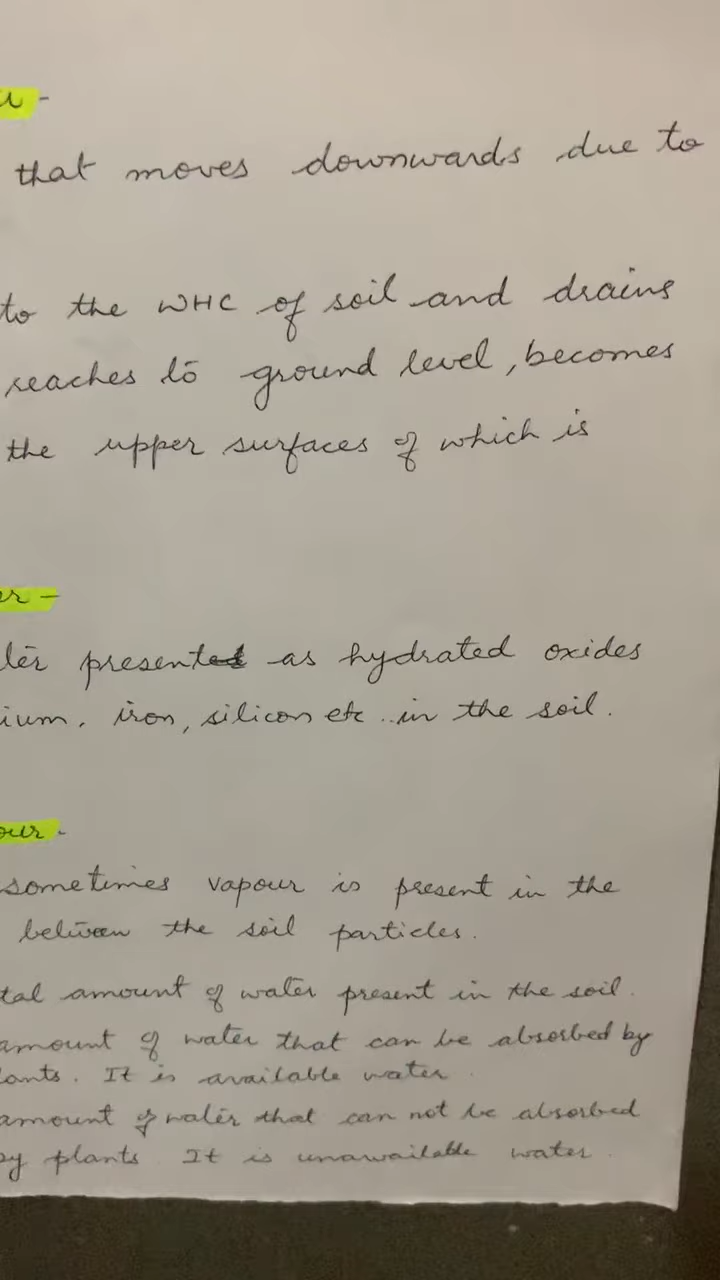 that moves downwards due to
to the WHC of soil and drains
reaches to ground level, becomes
the upper surfaces of which is
er -
ter presented as hydrated oxides
ium. iron, silicon etc.. in the soil.
our -
sometimes vapour is present in the
between the soil particles.
tal amount of water present in the soil.
amount of water that can be absorbed by
lants. It is available water.
amount of water that can not be absorbed
by plants It is unavailable water.